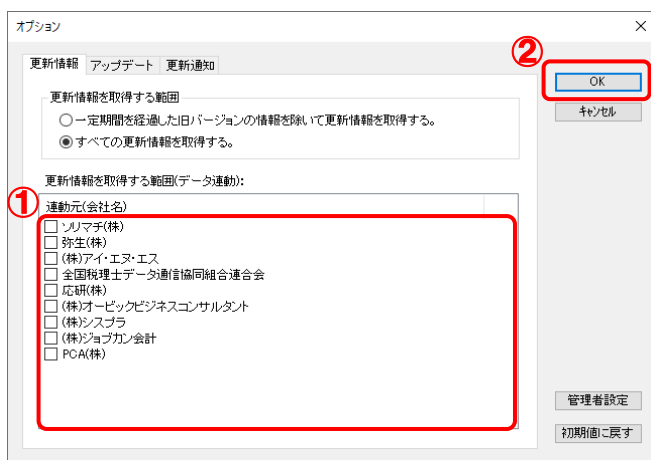 オプション
②
更新情報 アップデート 更新通知
OK
更新情報を取得する範囲
キャンセル
一定期間を経過した旧バージョンの情報を除いて更新情報を取得する。
すべての更新情報を取得する。
更新情報を取得する範囲(データ連動):
①
連動元(会社名)
ソリマチ(株)
弥生(株)
(株)アイ・エヌ・エス
全国税理士データ通信協同組合連合会
応研(株)
(株)オービックビジネスコンサルタント
(株)シスプラ
(株)ジョブカン会計
PCA(株)
管理者設定
初期値に戻す